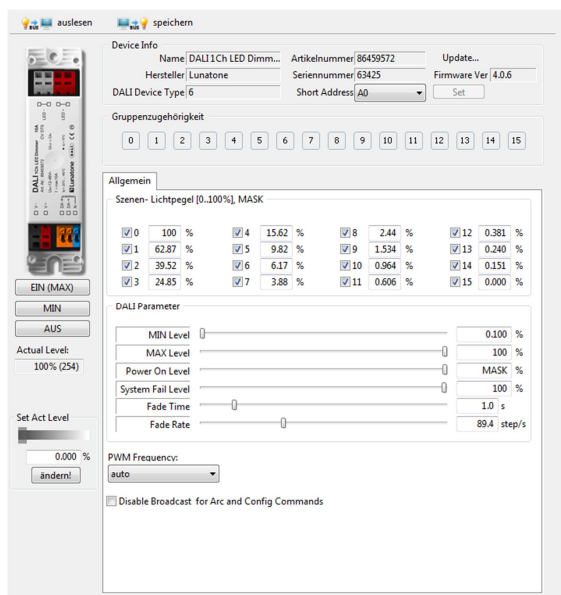 auslesen speichern
Device Info
Name DALI 1Ch LED Dimm... Artikelnummer 86459572 Update...
Hersteller Lunatone Seriennummer 63425 Firmware Ver 4.0.6
DALI Device Type 6 Short Address A0 Set
Gruppenzugehörigkeit
0 1 2 3 4 5 6 7 8 9 10 11 12 13 14 15
Allgemein
Szenen- Lichtpegel [0..100%], MASK
0 100 % 4 15.62 % 8 2.44 % 12 0.381 %
1 62.87 % 5 9.82 % 9 1.534 % 13 0.240 %
2 39.52 % 6 6.17 % 10 0.964 % 14 0.151 %
3 24.85 % 7 3.88 % 11 0.606 % 15 0.000 %
EIN (MAX)
MIN
AUS
Actual Level:
100% (254)
Set Act Level
0.000 %
ändern!
DALI Parameter
MIN Level 0.100 %
MAX Level 100 %
Power On Level MASK %
System Fail Level 100 %
Fade Time 1.0 s
Fade Rate 89.4 step/s
PWM Frequency:
auto
Disable Broadcast for Arc and Config Commands
DALI 1Ch LED Dimmer
Lunatone